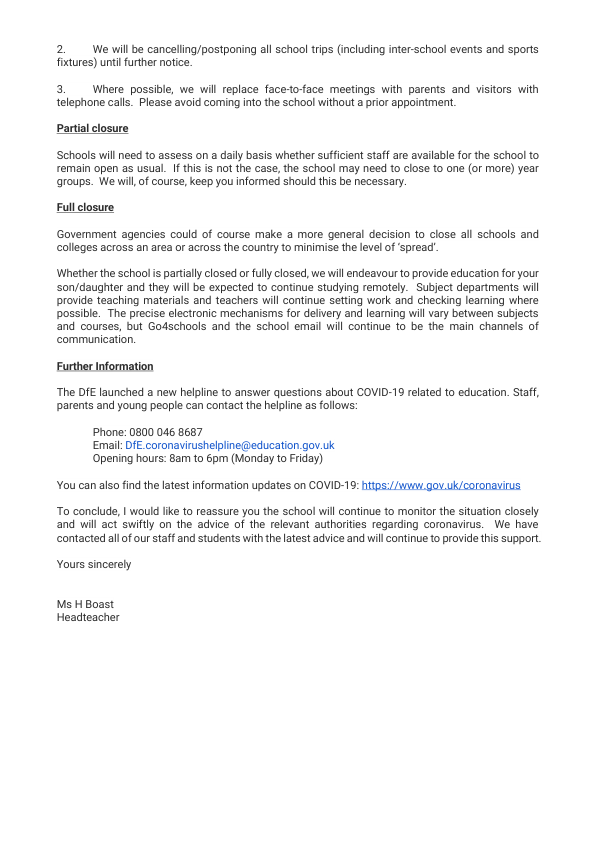 2. We will be cancelling/postponing all school trips (including inter-school events and sports
fixtures) until further notice.
3. Where possible, we will replace face-to-face meetings with parents and visitors with
telephone calls. Please avoid coming into the school without a prior appointment.
Partial closure
Schools will need to assess on a daily basis whether sufficient staff are available for the school to
remain open as usual. If this is not the case, the school may need to close to one (or more) year
groups. We will, of course, keep you informed should this be necessary.
Full closure
Government agencies could of course make a more general decision to close all schools and
colleges across an area or across the country to minimise the level of ‘spread’.
Whether the school is partially closed or fully closed, we will endeavour to provide education for your
son/daughter and they will be expected to continue studying remotely. Subject departments will
provide teaching materials and teachers will continue setting work and checking learning where
possible. The precise electronic mechanisms for delivery and learning will vary between subjects
and courses, but Go4schools and the school email will continue to be the main channels of
communication.
Further Information
The DfE launched a new helpline to answer questions about COVID-19 related to education. Staff,
parents and young people can contact the helpline as follows:
Phone: 0800 046 8687
Email: DfE.coronavirushelpline@education.gov.uk
Opening hours: 8am to 6pm (Monday to Friday)
You can also find the latest information updates on COVID-19: https://www.gov.uk/coronavirus
To conclude, I would like to reassure you the school will continue to monitor the situation closely
and will act swiftly on the advice of the relevant authorities regarding coronavirus. We have
contacted all of our staff and students with the latest advice and will continue to provide this support.
Yours sincerely
Ms H Boast
Headteacher